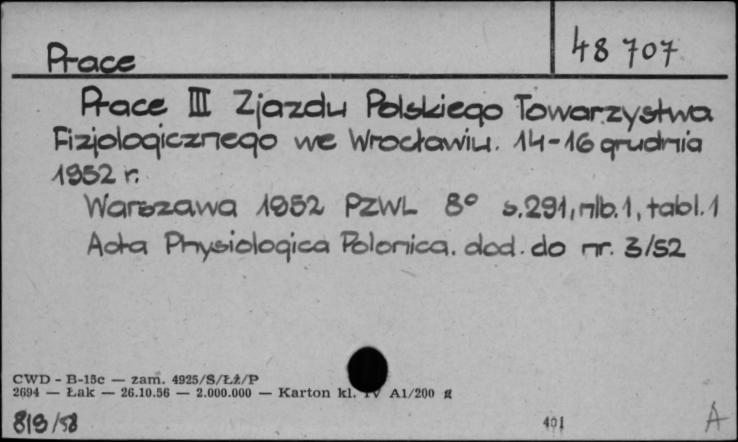 48 707
Prace
Prace III Zjazdu Polskiego Towarzystwa
Fizjologicznego we Wrocławiu. 14-16 grudnia
1952 r.
Warszawa 1952 PZWL 8° s.291, nlb.1, tabl.1
Acta Physiologica Polonica. dod. do nr. 3/52
CWD - B-15c — zam. 4925/S/ŁŻ/P
2694 — Łak — 26.10.56 — 2.000.000 — Karton kl. IV A1/200 g
819/58
401
A